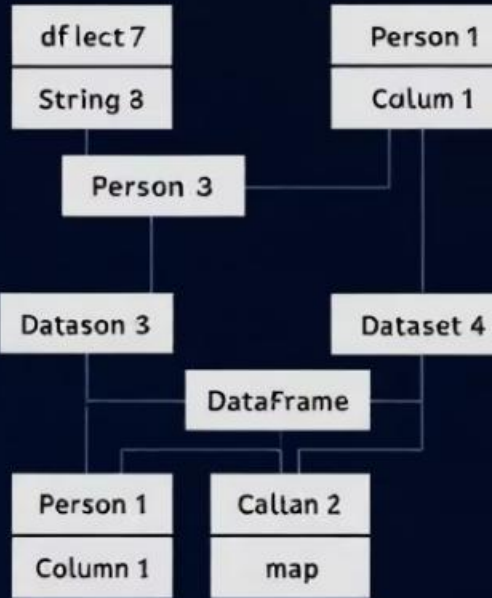 df lect 7
Person 1
String 3
Calum 1
Person 3
Datason 3
Dataset 4
DataFrame
Person 1
Callan 2
Column 1
map